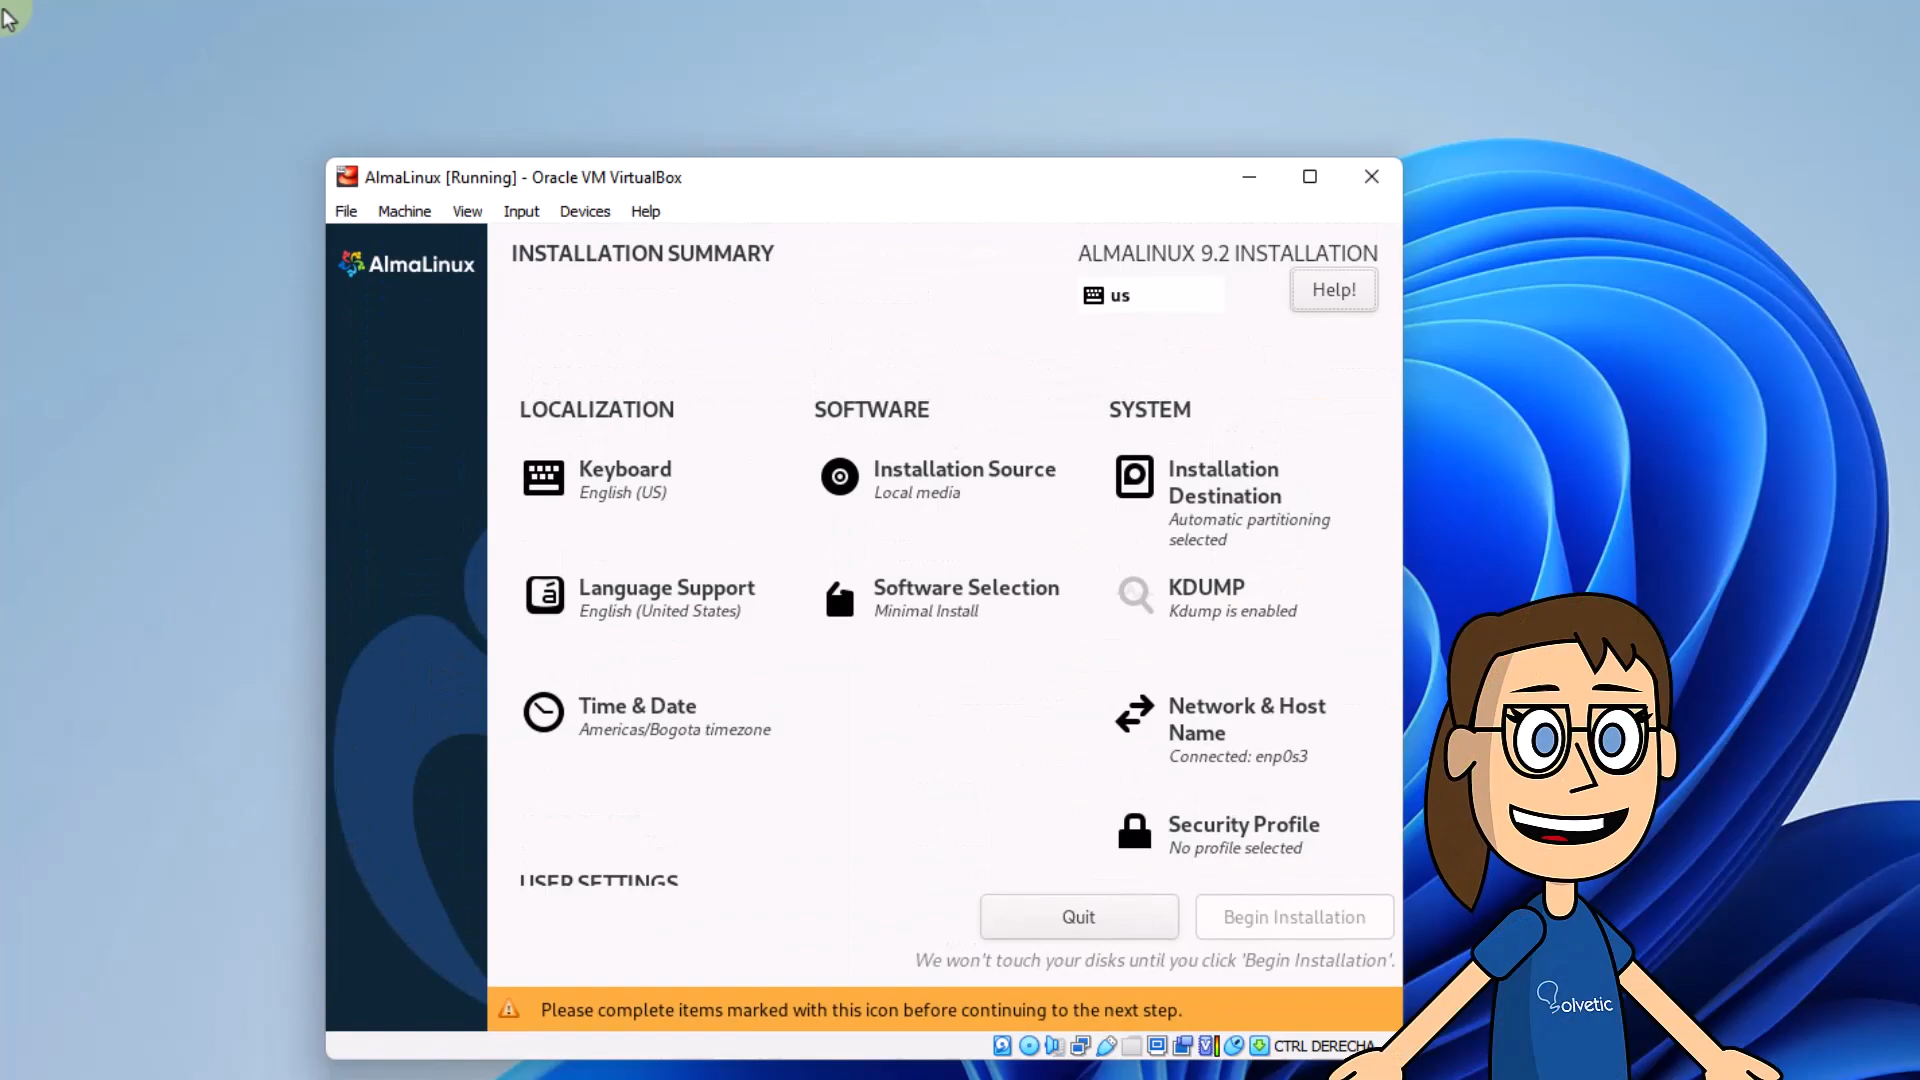 AlmaLinux [Running] - Oracle VM VirtualBox
File Machine View Input Devices Help
AlmaLinux
INSTALLATION SUMMARY
ALMALINUX 9.2 INSTALLATION
us
Help!
LOCALIZATION
Keyboard
English (US)
Language Support
English (United States)
Time & Date
Americas/Bogota timezone
SOFTWARE
Installation Source
Local media
Software Selection
Minimal Install
SYSTEM
Installation
Destination
Automatic partitioning
selected
KDUMP
Kdump is enabled
Network & Host
Name
Connected: enp0s3
Security Profile
No profile selected
USER SETTINGS
Quit
Begin Installation
We won't touch your disks until you click 'Begin Installation'.
Please complete items marked with this icon before continuing to the next step.
CTRL DERECHA
Solvetic